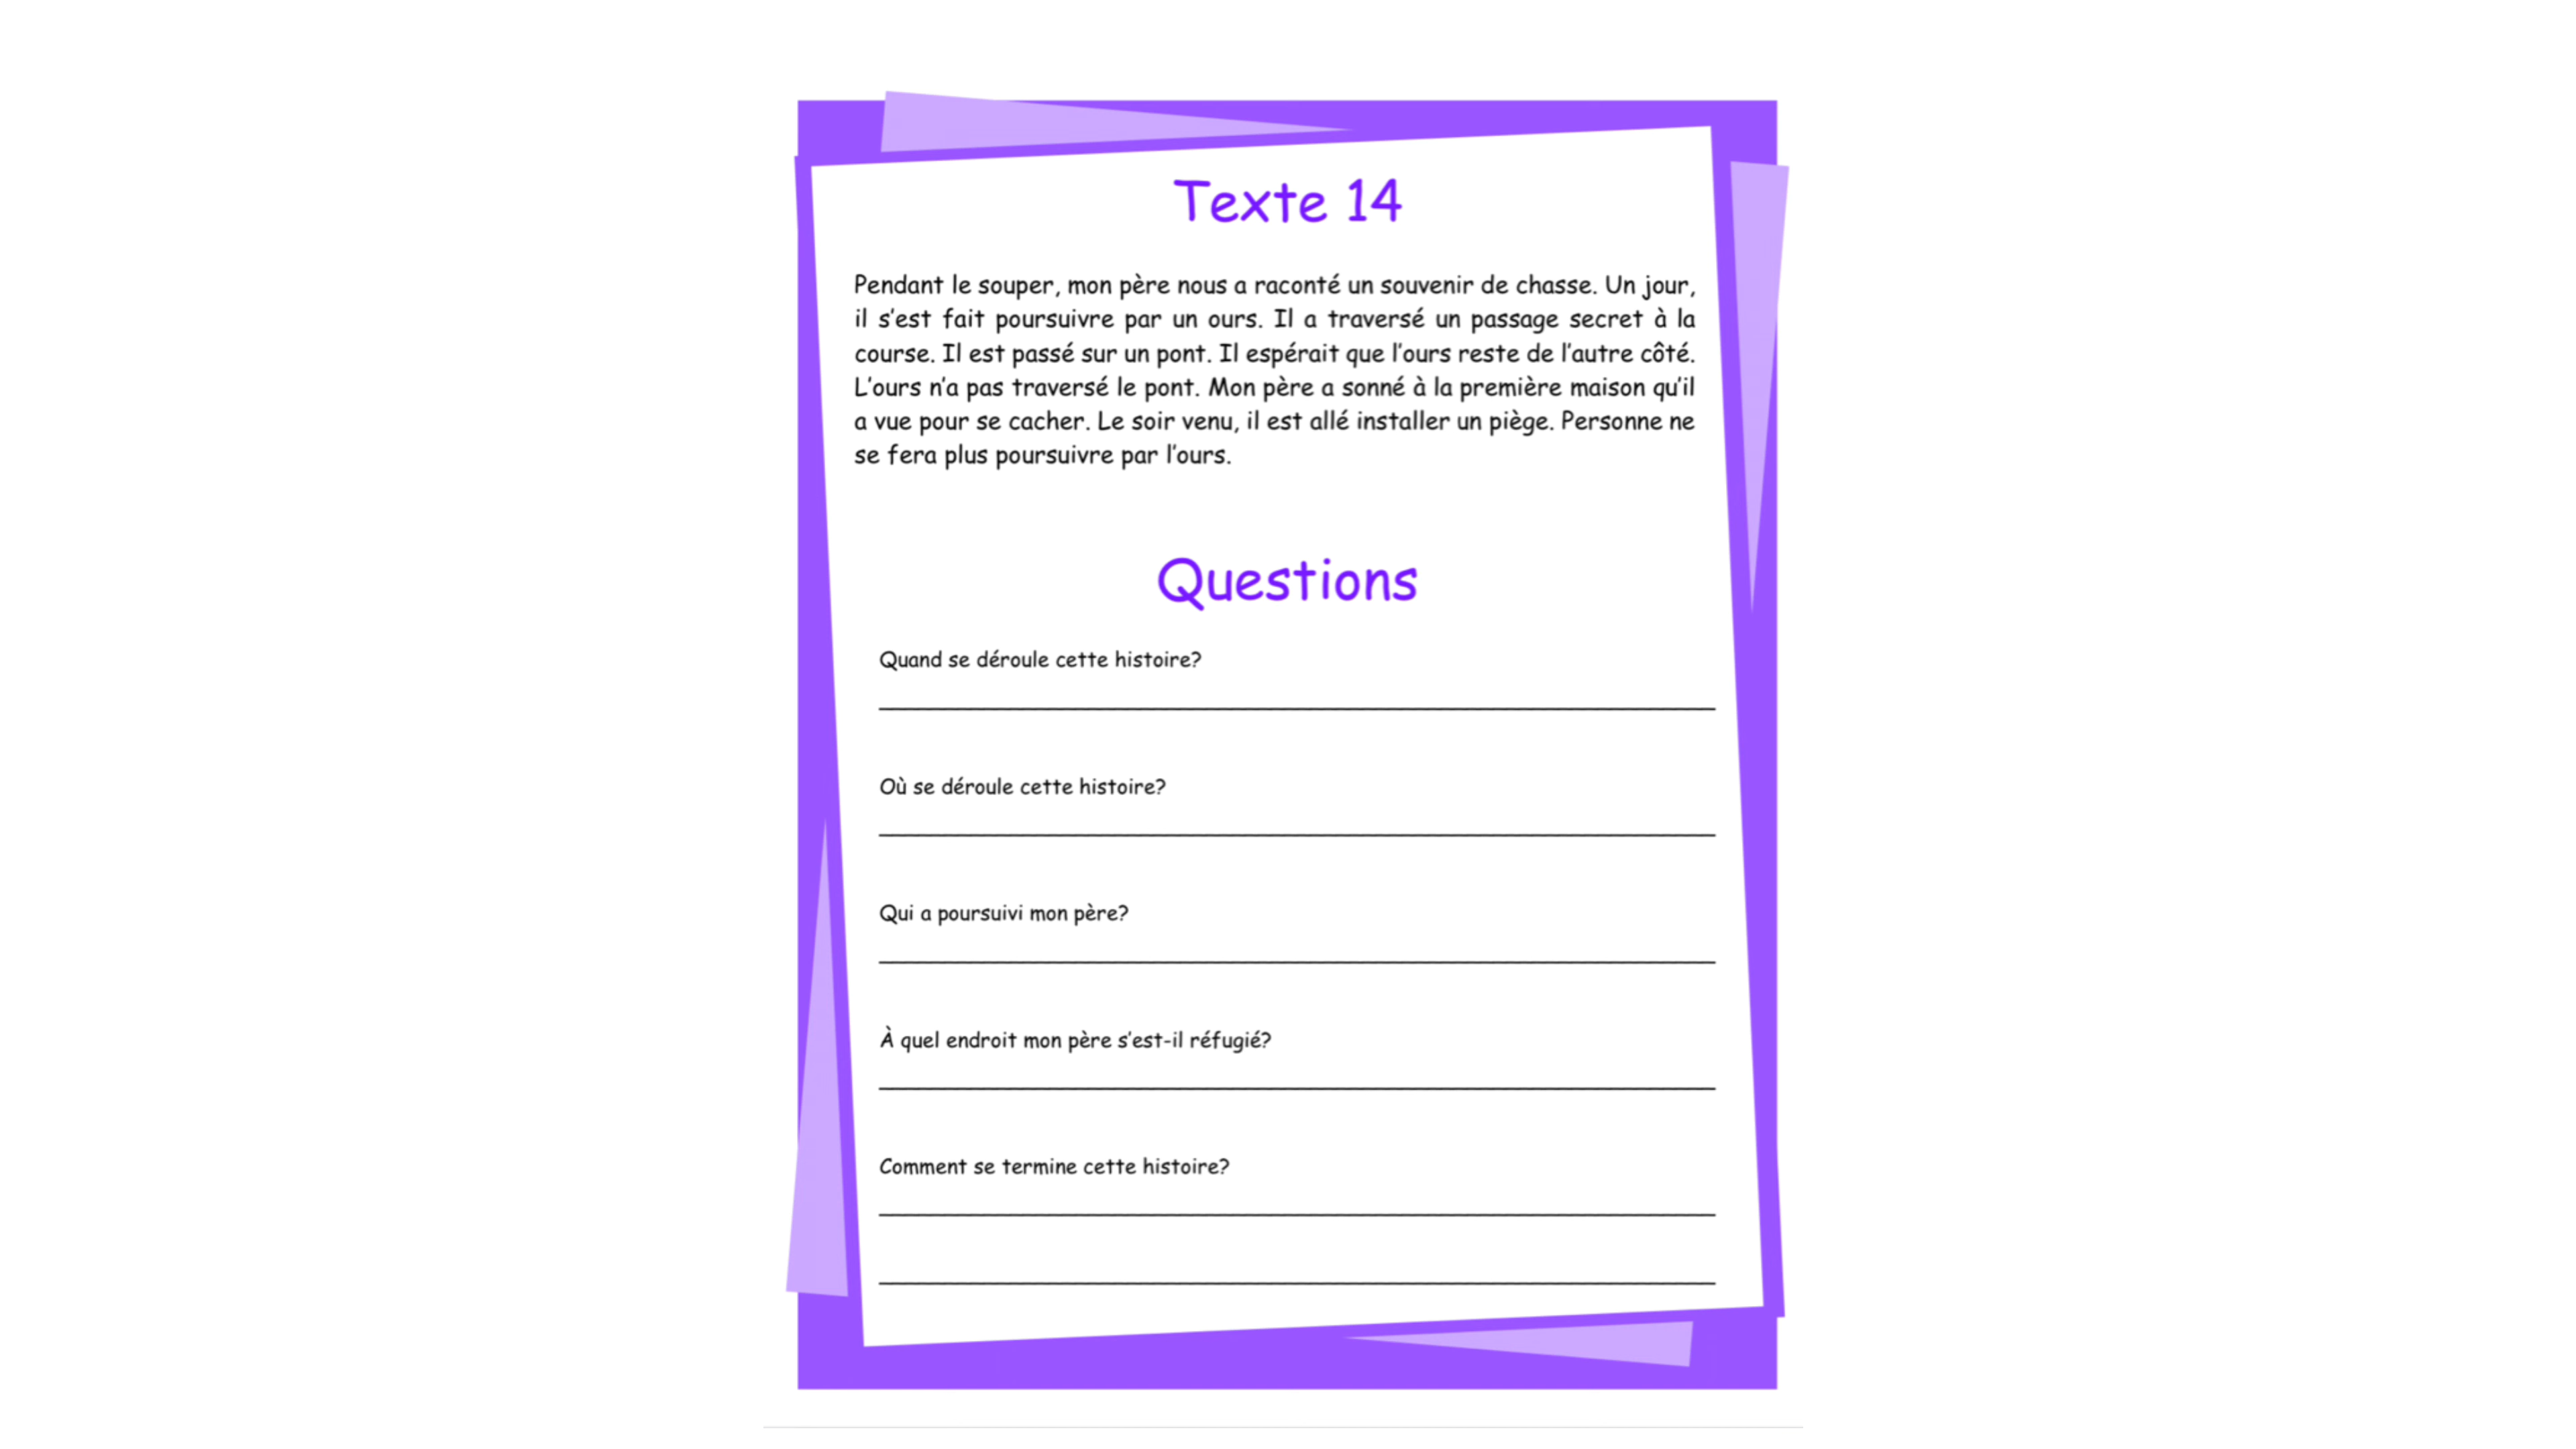 Texte 14
Pendant le souper, mon père nous a raconté un souvenir de chasse. Un jour,
il s'est fait poursuivre par un ours. Il a traversé un passage secret à la
course. Il est passé sur un pont. Il espérait que l'ours reste de l'autre côté.
L'ours n'a pas traversé le pont. Mon père a sonné à la première maison qu'il
a vue pour se cacher. Le soir venu, il est allé installer un piège. Personne ne
se fera plus poursuivre par l'ours.
Questions
Quand se déroule cette histoire?
Où se déroule cette histoire?
Qui a poursuivi mon père?
À quel endroit mon père s'est-il réfugié?
Comment se termine cette histoire?